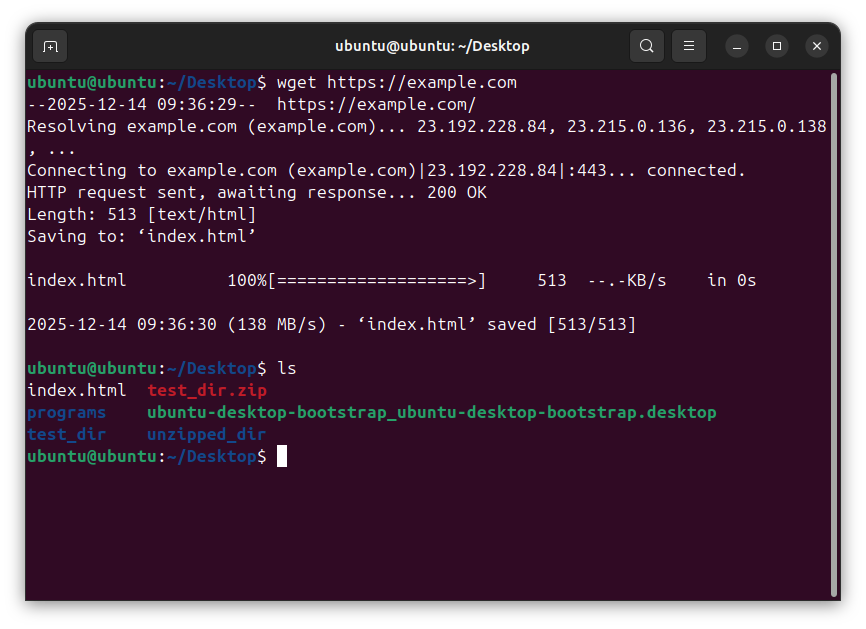 ubuntu@ubuntu: ~/Desktop
ubuntu@ubuntu:~/Desktop$ wget https://example.com
--2025-12-14 09:36:29--  https://example.com/
Resolving example.com (example.com)... 23.192.228.84, 23.215.0.136, 23.215.0.138
, ...
Connecting to example.com (example.com)|23.192.228.84|:443... connected.
HTTP request sent, awaiting response... 200 OK
Length: 513 [text/html]
Saving to: ‘index.html’
index.html          100%[===================>]     513  --.-KB/s    in 0s
2025-12-14 09:36:30 (138 MB/s) - ‘index.html’ saved [513/513]
ubuntu@ubuntu:~/Desktop$ ls
index.html  test_dir.zip
programs    ubuntu-desktop-bootstrap_ubuntu-desktop-bootstrap.desktop
test_dir    unzipped_dir
ubuntu@ubuntu:~/Desktop$